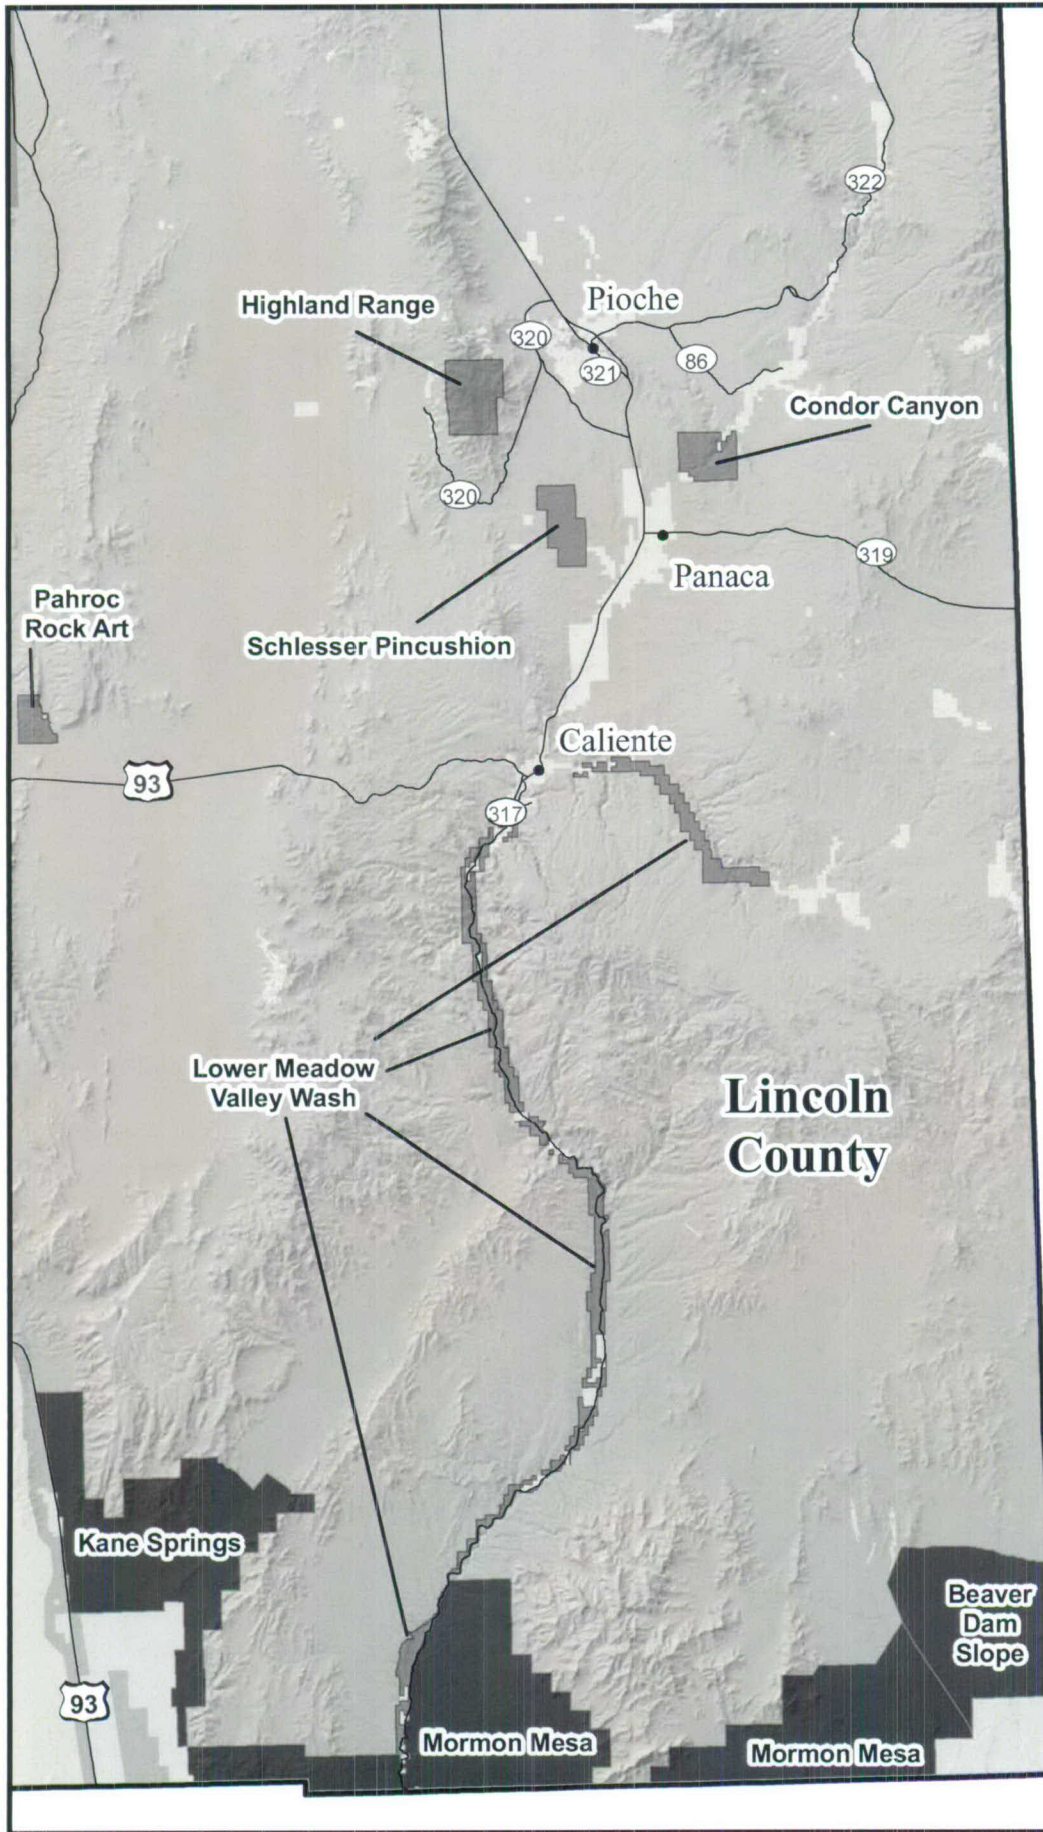 322
Highland Range
Pioche
320
321
86
Condor Canyon
320
319
Panaca
Pahroc
Rock Art
Schlesser Pincushion
Caliente
93
317
Lower Meadow
Valley Wash
Lincoln
County
Kane Springs
Beaver
Dam
Slope
93
Mormon Mesa
Mormon Mesa